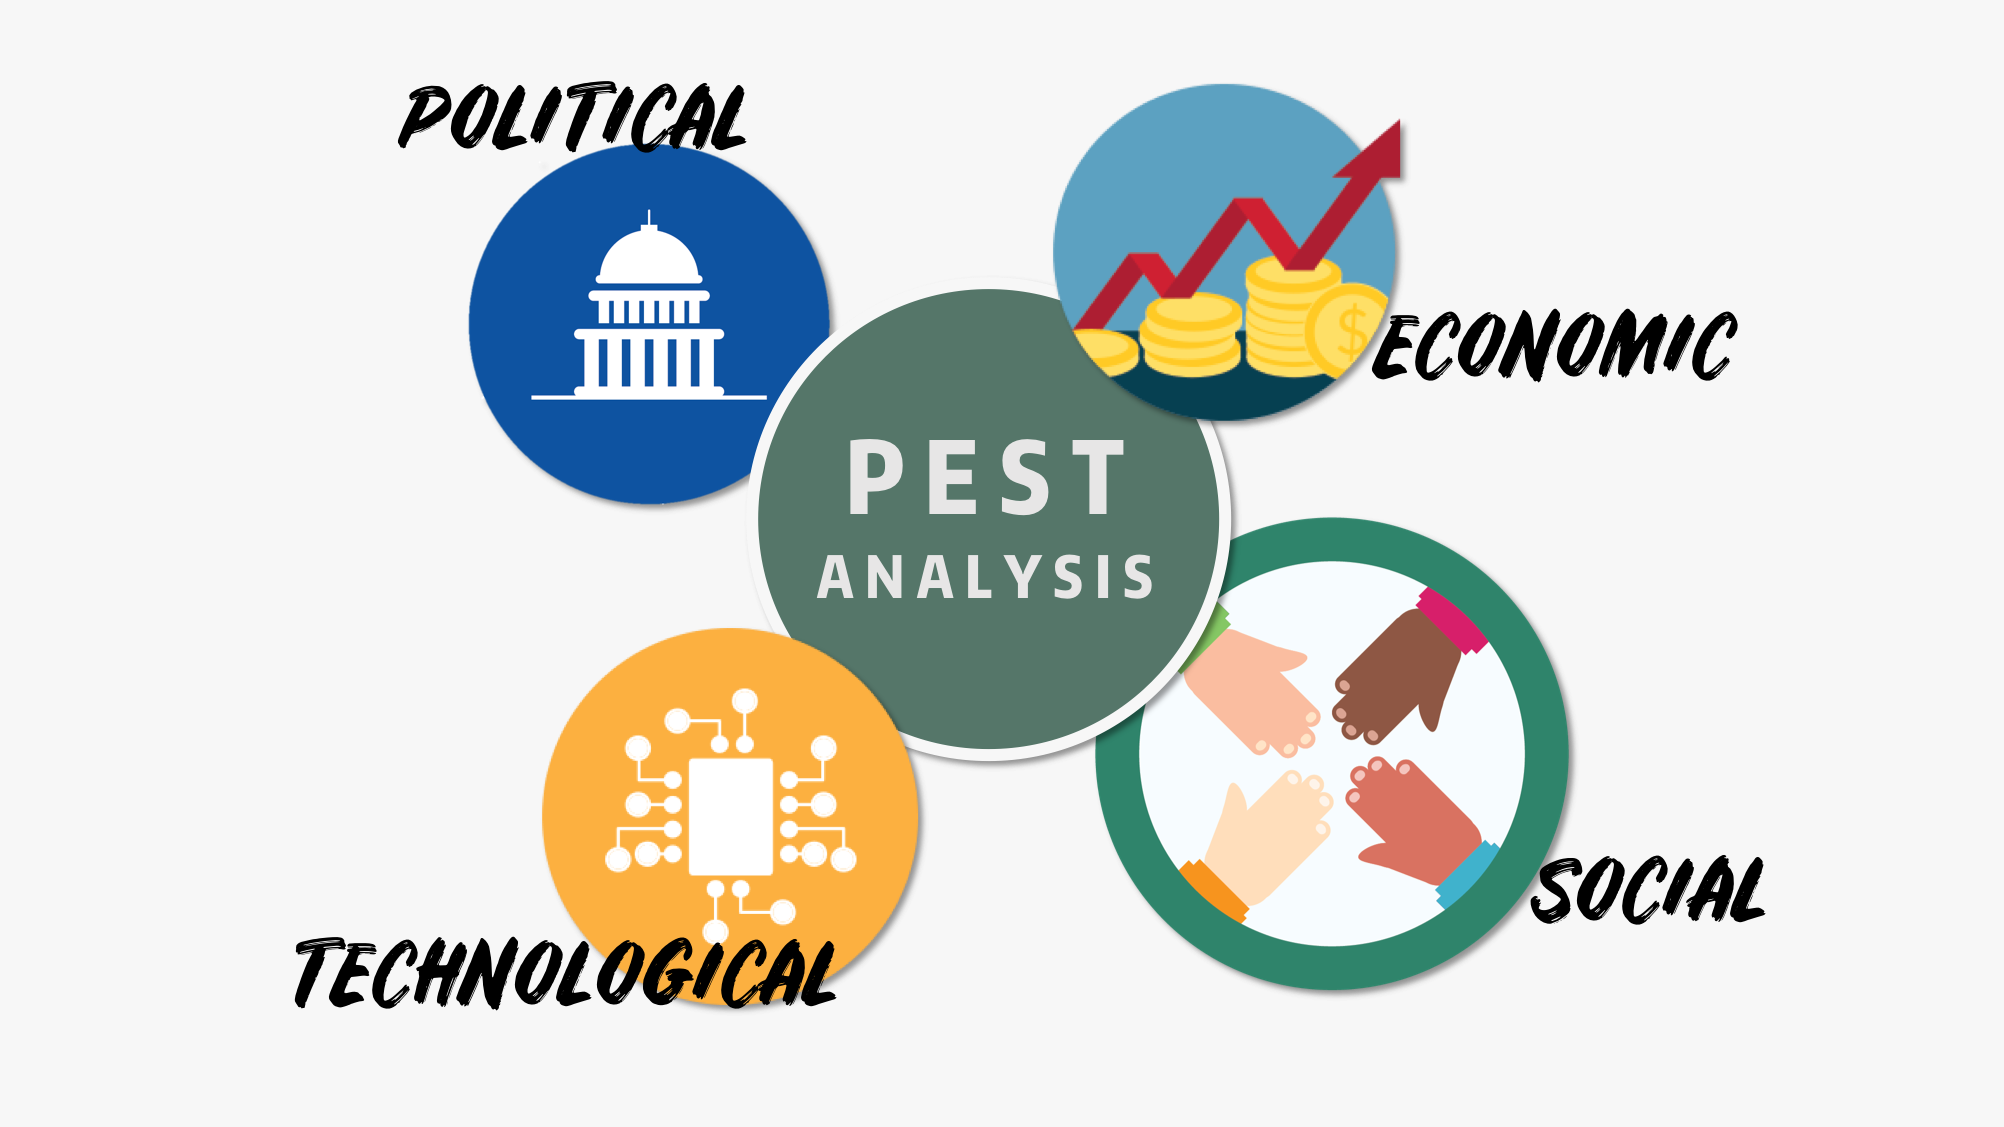 POLITICAL
ECONOMIC
PEST
ANALYSIS
$
SOCIAL
TECHNOLOGICAL